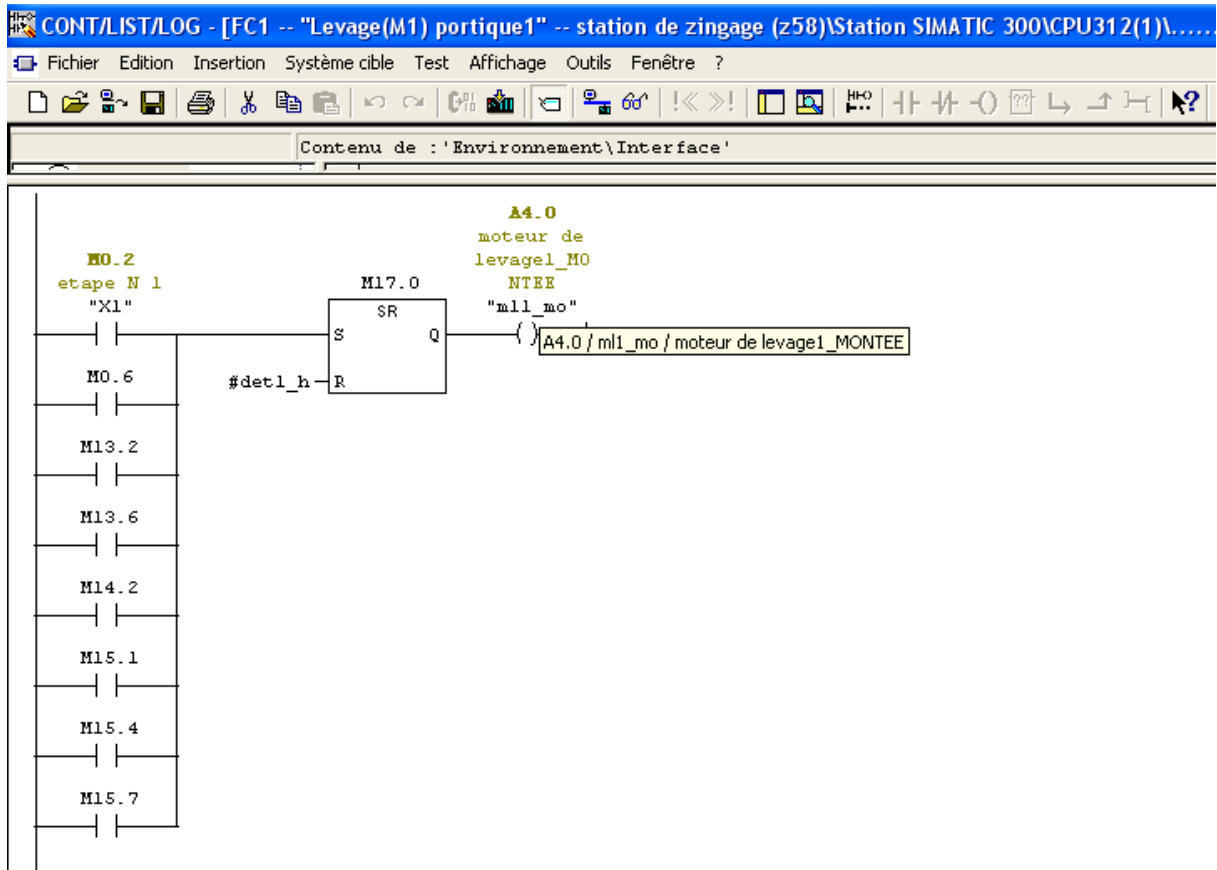 CONT/LIST/LOG - [FC1 -- "Levage(M1) portique1" -- station de zingage (z58)\Station SIMATIC 300\CPU312(1)\......
Fichier Edition Insertion Système cible Test Affichage Outils Fenêtre ?
Contenu de :'Environnement\Interface'
A4.0
moteur de
levage1_MO
NTEE
"ml1_mo"
M0.2
etape N 1
"X1"
M17.0
SR
S Q
A4.0 / ml1_mo / moteur de levage1_MONTEE
M0.6
#det1_h R
M13.2
M13.6
M14.2
M15.1
M15.4
M15.7